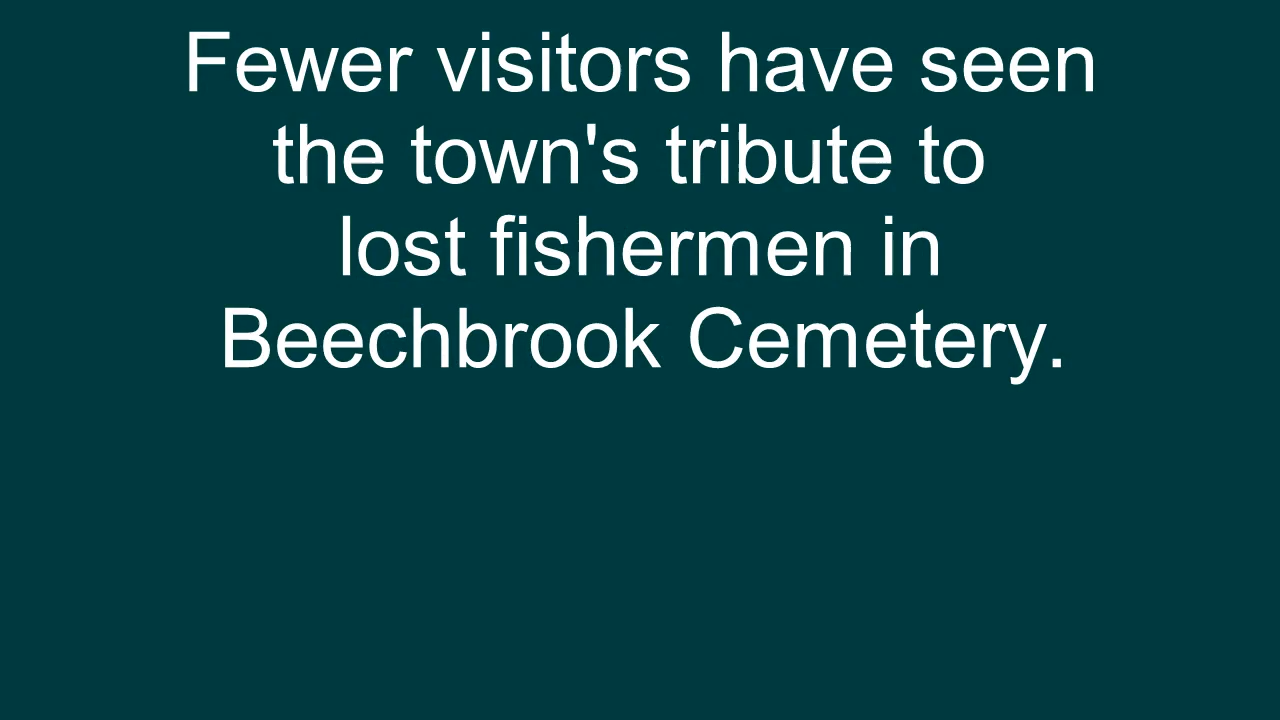 Fewer visitors have seen
the town's tribute to
lost fishermen in
Beechbrook Cemetery.